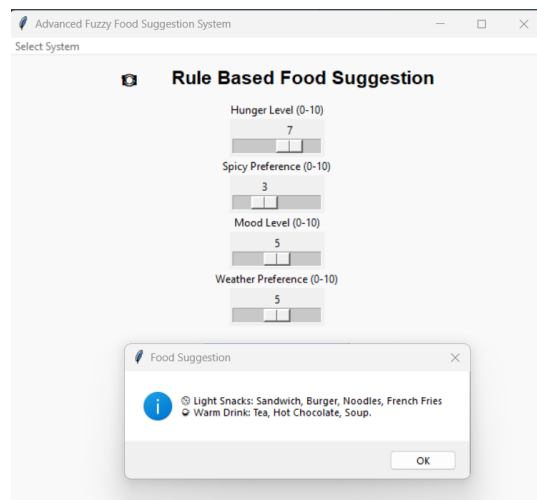 Advanced Fuzzy Food Suggestion System
Select System
Rule Based Food Suggestion
Hunger Level (0-10)
7
Spicy Preference (0-10)
3
Mood Level (0-10)
5
Weather Preference (0-10)
5
Food Suggestion
Light Snacks: Sandwich, Burger, Noodles, French Fries
Warm Drink: Tea, Hot Chocolate, Soup.
OK